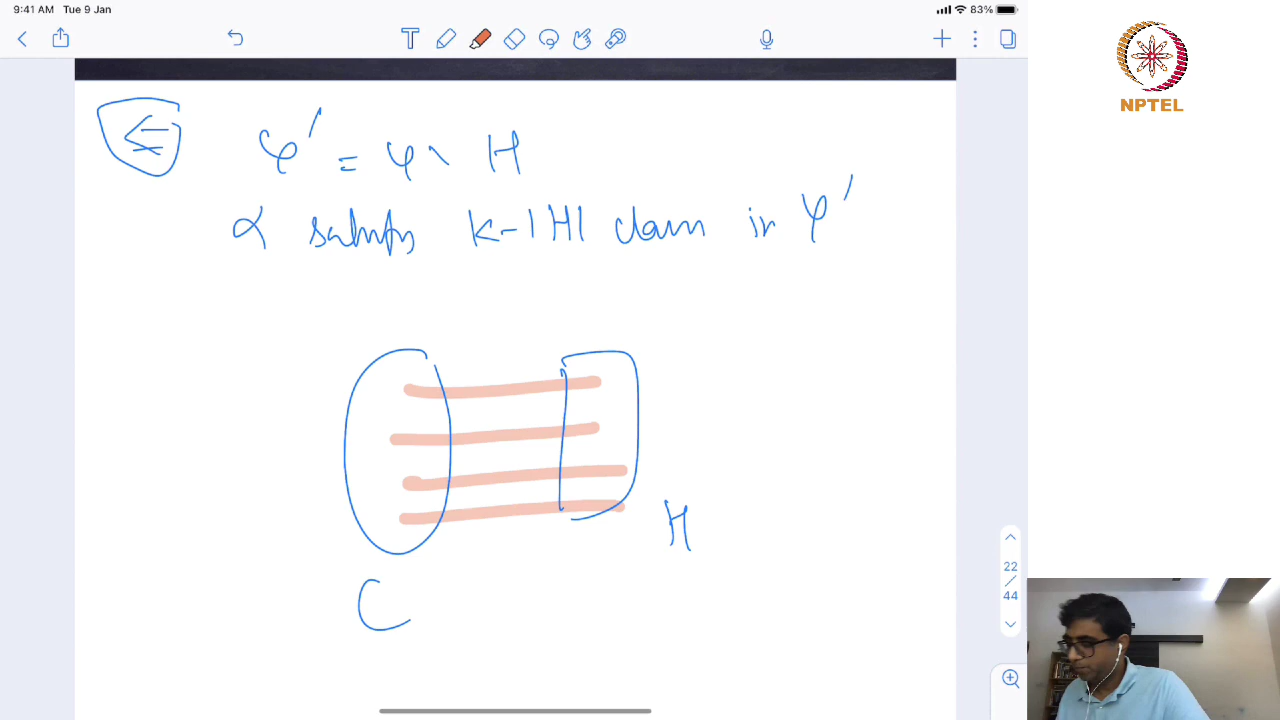 9:41 AM Tue 9 Jan
83%
NPTEL
⇐ φ' = φ \ H
α satisfies k-|H| clauses in φ'
H
C
22
/
44